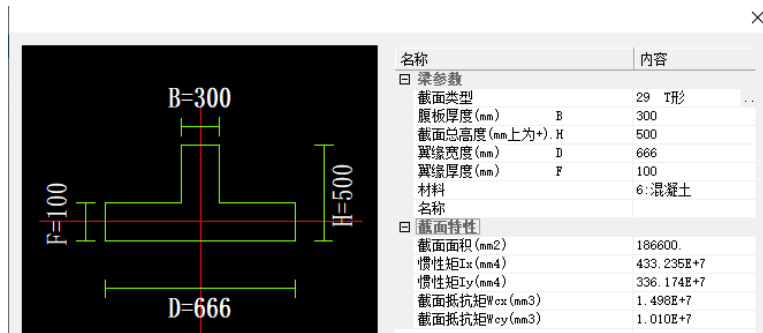 B=300
F=100
H=500
D=666
名称 内容
梁参数
截面类型 29 T形 ..
腹板厚度(mm) B 300
截面总高度(mm上为+).H 500
翼缘宽度(mm) D 666
翼缘厚度(mm) F 100
材料 6:混凝土
名称
截面特性
截面面积(mm2) 186600.
惯性矩Ix(mm4) 433.235E+7
惯性矩Iy(mm4) 336.174E+7
截面抵抗矩Wcx(mm3) 1.498E+7
截面抵抗矩Wcy(mm3) 1.010E+7